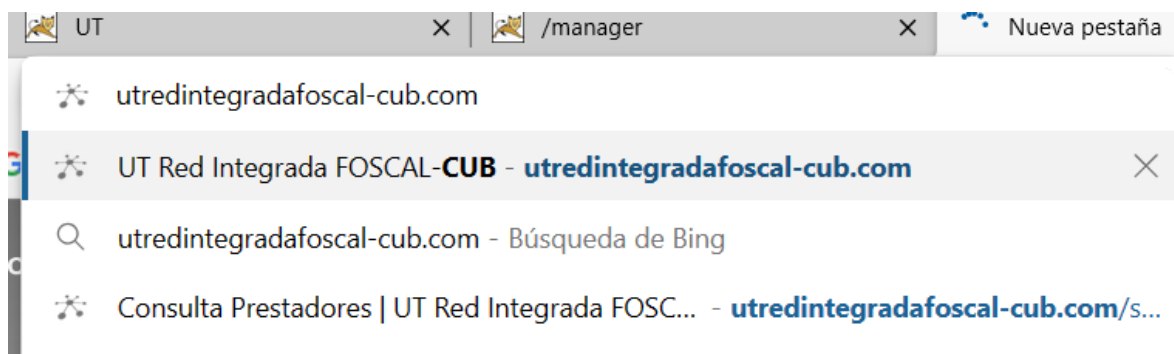 UT /manager Nueva pestaña
utredintegradafoscal-cub.com
UT Red Integrada FOSCAL-CUB - utredintegradafoscal-cub.com
utredintegradafoscal-cub.com - Búsqueda de Bing
Consulta Prestadores | UT Red Integrada FOSC... - utredintegradafoscal-cub.com/s...